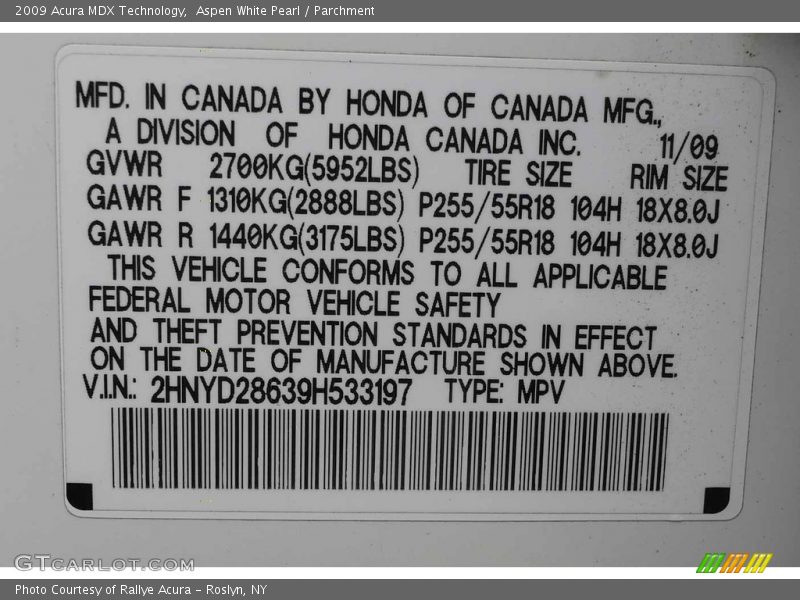 2009 Acura MDX Technology,  Aspen White Pearl / Parchment
MFD. IN CANADA BY HONDA OF CANADA MFG.,
A DIVISION OF HONDA CANADA INC. 11/09
GVWR 2700KG(5952LBS) TIRE SIZE RIM SIZE
GAWR F 1310KG(2888LBS) P255/55R18 104H 18X8.0J
GAWR R 1440KG(3175LBS) P255/55R18 104H 18X8.0J
THIS VEHICLE CONFORMS TO ALL APPLICABLE
FEDERAL MOTOR VEHICLE SAFETY
AND THEFT PREVENTION STANDARDS IN EFFECT
ON THE DATE OF MANUFACTURE SHOWN ABOVE.
V.I.N.: 2HNYD28639H533197 TYPE: MPV
GTCARLOT.COM
Photo Courtesy of Rallye Acura - Roslyn, NY